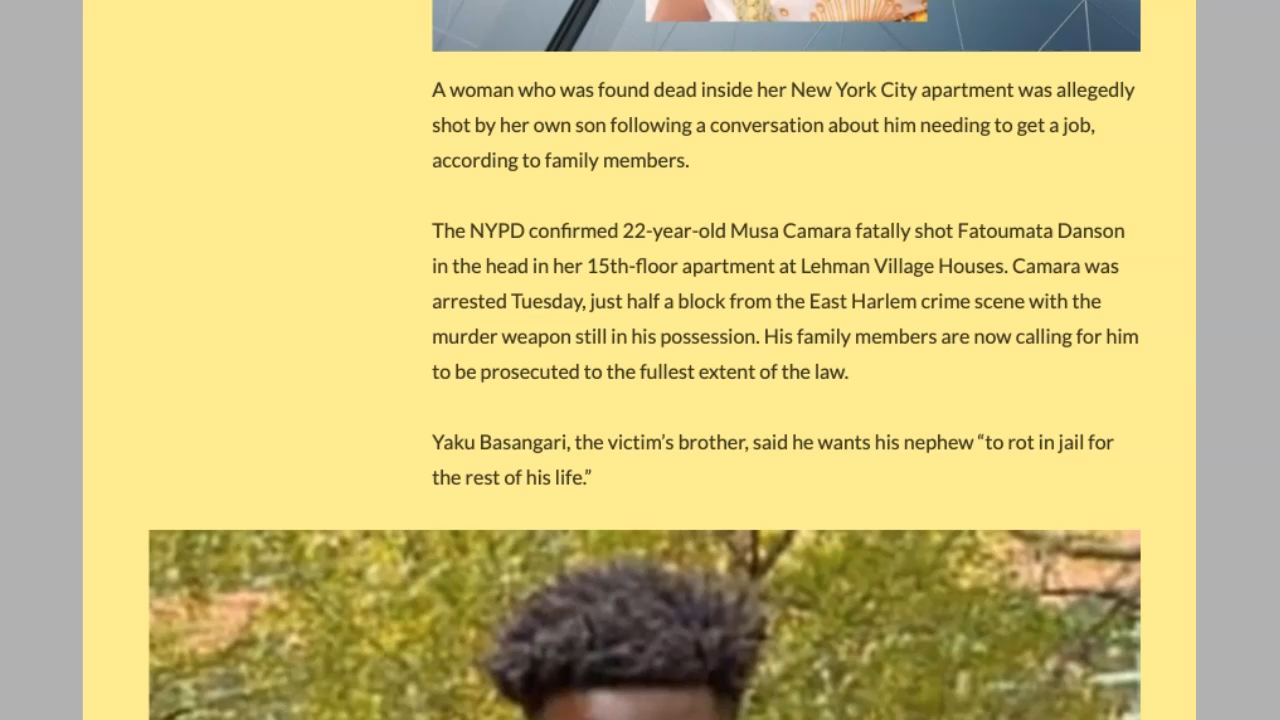 A woman who was found dead inside her New York City apartment was allegedly
shot by her own son following a conversation about him needing to get a job,
according to family members.
The NYPD confirmed 22-year-old Musa Camara fatally shot Fatoumata Danson
in the head in her 15th-floor apartment at Lehman Village Houses. Camara was
arrested Tuesday, just half a block from the East Harlem crime scene with the
murder weapon still in his possession. His family members are now calling for him
to be prosecuted to the fullest extent of the law.
Yaku Basangari, the victim’s brother, said he wants his nephew “to rot in jail for
the rest of his life.”